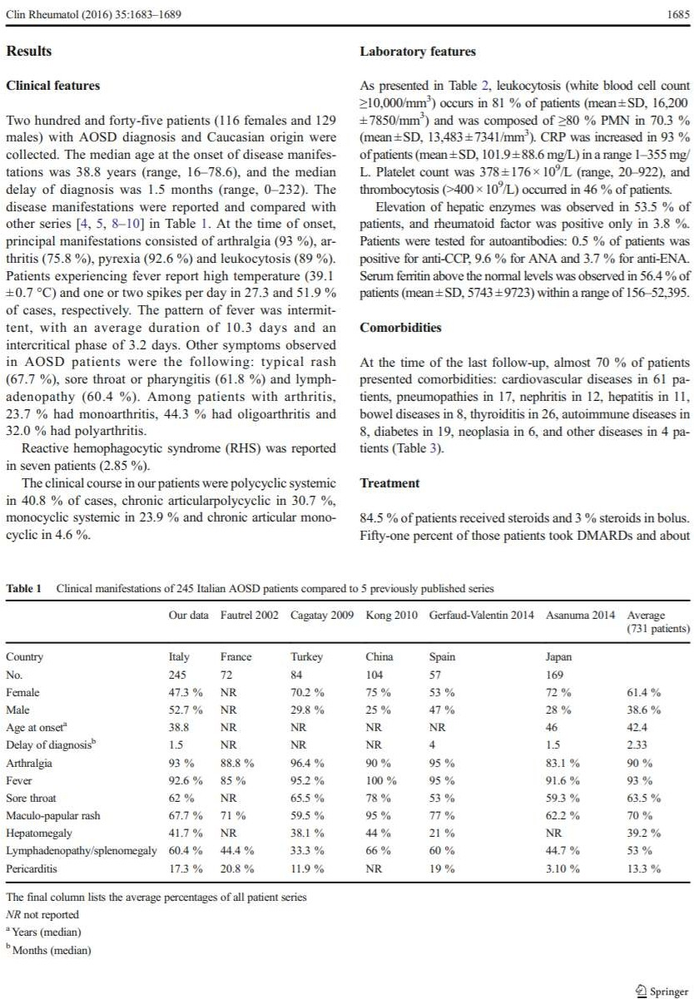 Clin Rheumatol (2016) 35:1683–1689 1685
Results
Clinical features
Two hundred and forty-five patients (116 females and 129
males) with AOSD diagnosis and Caucasian origin were
collected. The median age at the onset of disease manifes-
tations was 38.8 years (range, 16–78.6), and the median
delay of diagnosis was 1.5 months (range, 0–232). The
disease manifestations were reported and compared with
other series [4, 5, 8–10] in Table 1. At the time of onset,
principal manifestations consisted of arthralgia (93 %), ar-
thritis (75.8 %), pyrexia (92.6 %) and leukocytosis (89 %).
Patients experiencing fever report high temperature (39.1
±0.7 °C) and one or two spikes per day in 27.3 and 51.9 %
of cases, respectively. The pattern of fever was intermit-
tent, with an average duration of 10.3 days and an
intercritical phase of 3.2 days. Other symptoms observed
in AOSD patients were the following: typical rash
(67.7 %), sore throat or pharyngitis (61.8 %) and lymph-
adenopathy (60.4 %). Among patients with arthritis,
23.7 % had monoarthritis, 44.3 % had oligoarthritis and
32.0 % had polyarthritis.
Reactive hemophagocytic syndrome (RHS) was reported
in seven patients (2.85 %).
The clinical course in our patients were polycyclic systemic
in 40.8 % of cases, chronic articularpolycyclic in 30.7 %,
monocyclic systemic in 23.9 % and chronic articular mono-
cyclic in 4.6 %.
Laboratory features
As presented in Table 2, leukocytosis (white blood cell count
≥10,000/mm³) occurs in 81 % of patients (mean±SD, 16,200
±7850/mm³) and was composed of ≥80 % PMN in 70.3 %
(mean±SD, 13,483±7341/mm³). CRP was increased in 93 %
of patients (mean±SD, 101.9±88.6 mg/L) in a range 1–355 mg/
L. Platelet count was 378±176×10⁹/L (range, 20–922), and
thrombocytosis (>400×10⁹/L) occurred in 46 % of patients.
Elevation of hepatic enzymes was observed in 53.5 % of
patients, and rheumatoid factor was positive only in 3.8 %.
Patients were tested for autoantibodies: 0.5 % of patients was
positive for anti-CCP, 9.6 % for ANA and 3.7 % for anti-ENA.
Serum ferritin above the normal levels was observed in 56.4 % of
patients (mean±SD, 5743±9723) within a range of 156–52,395.
Comorbidities
At the time of the last follow-up, almost 70 % of patients
presented comorbidities: cardiovascular diseases in 61 pa-
tients, pneumopathies in 17, nephritis in 12, hepatitis in 11,
bowel diseases in 8, thyroiditis in 26, autoimmune diseases in
8, diabetes in 19, neoplasia in 6, and other diseases in 4 pa-
tients (Table 3).
Treatment
84.5 % of patients received steroids and 3 % steroids in bolus.
Fifty-one percent of those patients took DMARDs and about
Table 1 Clinical manifestations of 245 Italian AOSD patients compared to 5 previously published series
Our data Fautrel 2002 Cagatay 2009 Kong 2010 Gerfaud-Valentin 2014 Asanuma 2014 Average
(731 patients)
Country Italy France Turkey China Spain Japan
No. 245 72 84 104 57 169
Female 47.3 % NR 70.2 % 75 % 53 % 72 % 61.4 %
Male 52.7 % NR 29.8 % 25 % 47 % 28 % 38.6 %
Age at onsetᵃ 38.8 NR NR NR NR 46 42.4
Delay of diagnosisᵇ 1.5 NR NR NR 4 1.5 2.33
Arthralgia 93 % 88.8 % 96.4 % 90 % 95 % 83.1 % 90 %
Fever 92.6 % 85 % 95.2 % 100 % 95 % 91.6 % 93 %
Sore throat 62 % NR 65.5 % 78 % 53 % 59.3 % 63.5 %
Maculo-papular rash 67.7 % 71 % 59.5 % 95 % 77 % 62.2 % 70 %
Hepatomegaly 41.7 % NR 38.1 % 44 % 21 % NR 39.2 %
Lymphadenopathy/splenomegaly 60.4 % 44.4 % 33.3 % 66 % 60 % 44.7 % 53 %
Pericarditis 17.3 % 20.8 % 11.9 % NR 19 % 3.10 % 13.3 %
The final column lists the average percentages of all patient series
NR not reported
ᵃ Years (median)
ᵇ Months (median)
Springer